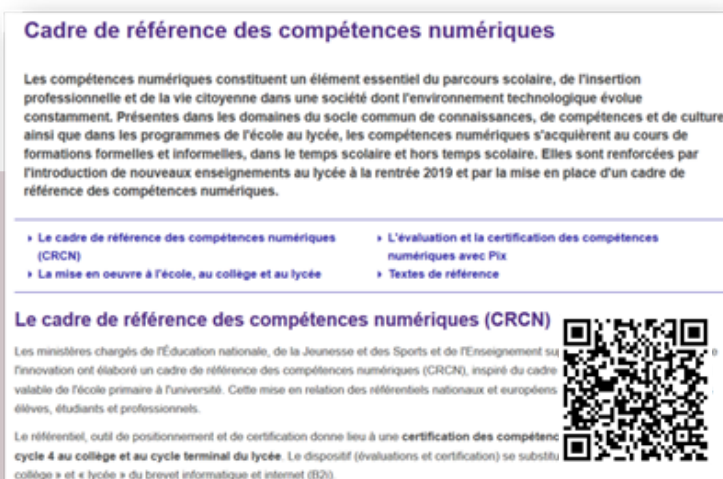 Cadre de référence des compétences numériques
Les compétences numériques constituent un élément essentiel du parcours scolaire, de l'insertion
professionnelle et de la vie citoyenne dans une société dont l'environnement technologique évolue
constamment. Présentes dans les domaines du socle commun de connaissances, de compétences et de culture
ainsi que dans les programmes de l'école au lycée, les compétences numériques s'acquièrent au cours de
formations formelles et informelles, dans le temps scolaire et hors temps scolaire. Elles sont renforcées par
l'introduction de nouveaux enseignements au lycée à la rentrée 2019 et par la mise en place d'un cadre de
référence des compétences numériques.
Le cadre de référence des compétences numériques
(CRCN)
La mise en oeuvre à l'école, au collège et au lycée
L'évaluation et la certification des compétences
numériques avec Pix
Textes de référence
Le cadre de référence des compétences numériques (CRCN)
Les ministères chargés de l'Éducation nationale, de la Jeunesse et des Sports et de l'Enseignement su
l'innovation ont élaboré un cadre de référence des compétences numériques (CRCN), inspiré du cadre
valable de l'école primaire à l'université. Cette mise en relation des référentiels nationaux et européens
élèves, étudiants et professionnels.
Le référentiel, outil de positionnement et de certification donne lieu à une certification des compétenc
cycle 4 au collège et au cycle terminal du lycée. Le dispositif (évaluations et certification) se substitu
collège » et « lycée » du brevet informatique et internet (B2i).